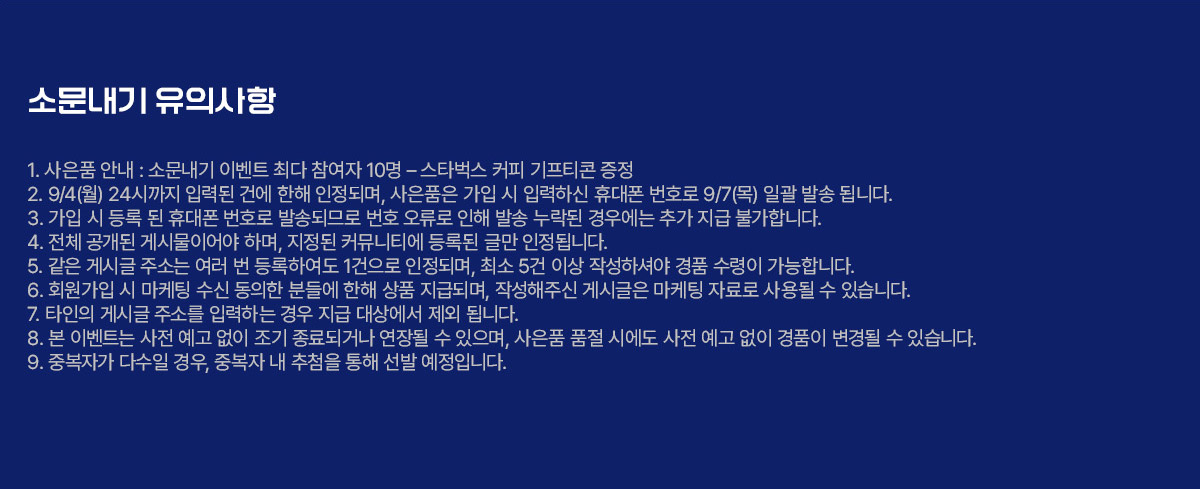 소문내기 유의사항
1. 사은품 안내 : 소문내기 이벤트 최다 참여자 10명 – 스타벅스 커피 기프티콘 증정
2. 9/4(월) 24시까지 입력된 건에 한해 인정되며, 사은품은 가입 시 입력하신 휴대폰 번호로 9/7(목) 일괄 발송 됩니다.
3. 가입 시 등록 된 휴대폰 번호로 발송되므로 번호 오류로 인해 발송 누락된 경우에는 추가 지급 불가합니다.
4. 전체 공개된 게시물이어야 하며, 지정된 커뮤니티에 등록된 글만 인정됩니다.
5. 같은 게시글 주소는 여러 번 등록하여도 1건으로 인정되며, 최소 5건 이상 작성하셔야 경품 수령이 가능합니다.
6. 회원가입 시 마케팅 수신 동의한 분들에 한해 상품 지급되며, 작성해주신 게시글은 마케팅 자료로 사용될 수 있습니다.
7. 타인의 게시글 주소를 입력하는 경우 지급 대상에서 제외 됩니다.
8. 본 이벤트는 사전 예고 없이 조기 종료되거나 연장될 수 있으며, 사은품 품절 시에도 사전 예고 없이 경품이 변경될 수 있습니다.
9. 중복자가 다수일 경우, 중복자 내 추첨을 통해 선발 예정입니다.